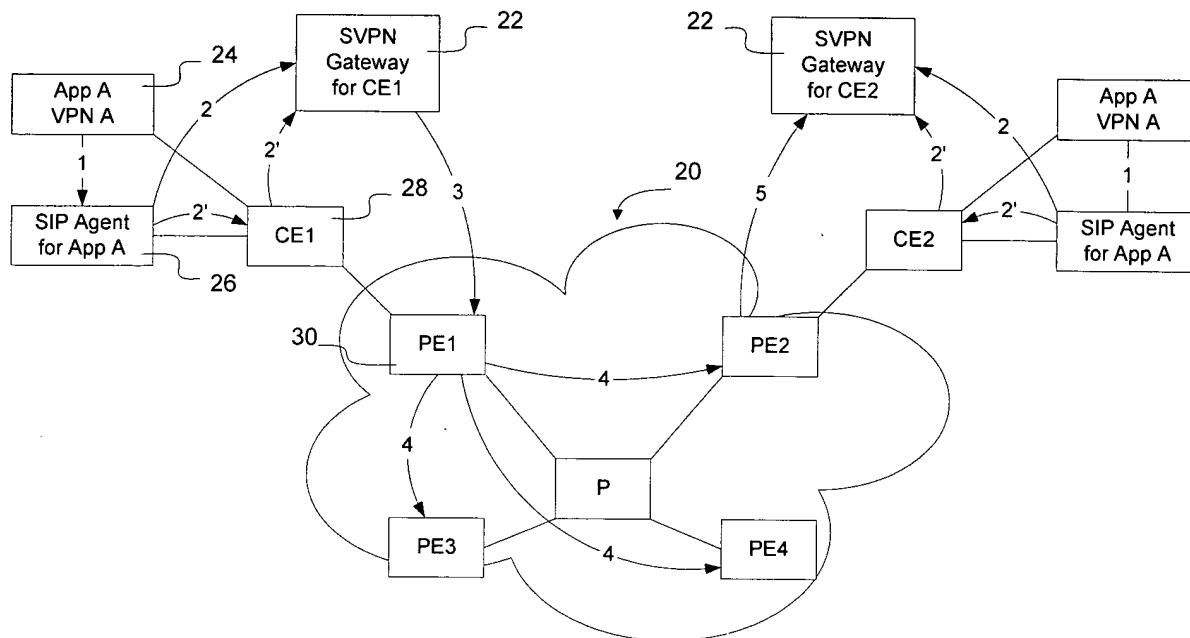 22
SVPN
Gateway
for CE1
24
App A
VPN A
2
1
2'
3
2'
SIP Agent
for App A
26
28
CE1
22
SVPN
Gateway
for CE2
App A
VPN A
2
1
2'
5
2'
20
CE2
SIP Agent
for App A
30
PE1
PE2
4
4
4
P
PE3
PE4